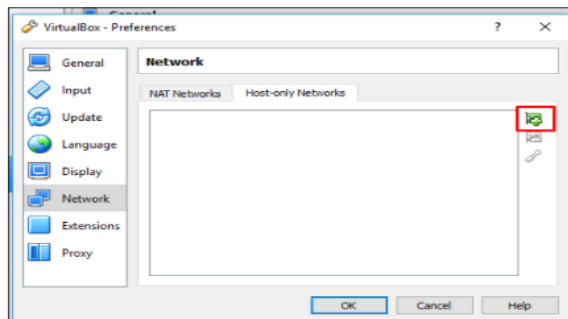 General
VirtualBox - Preferences ? ×
General
Input
Update
Language
Display
Network
Extensions
Proxy
Network
NAT Networks Host-only Networks
OK Cancel Help